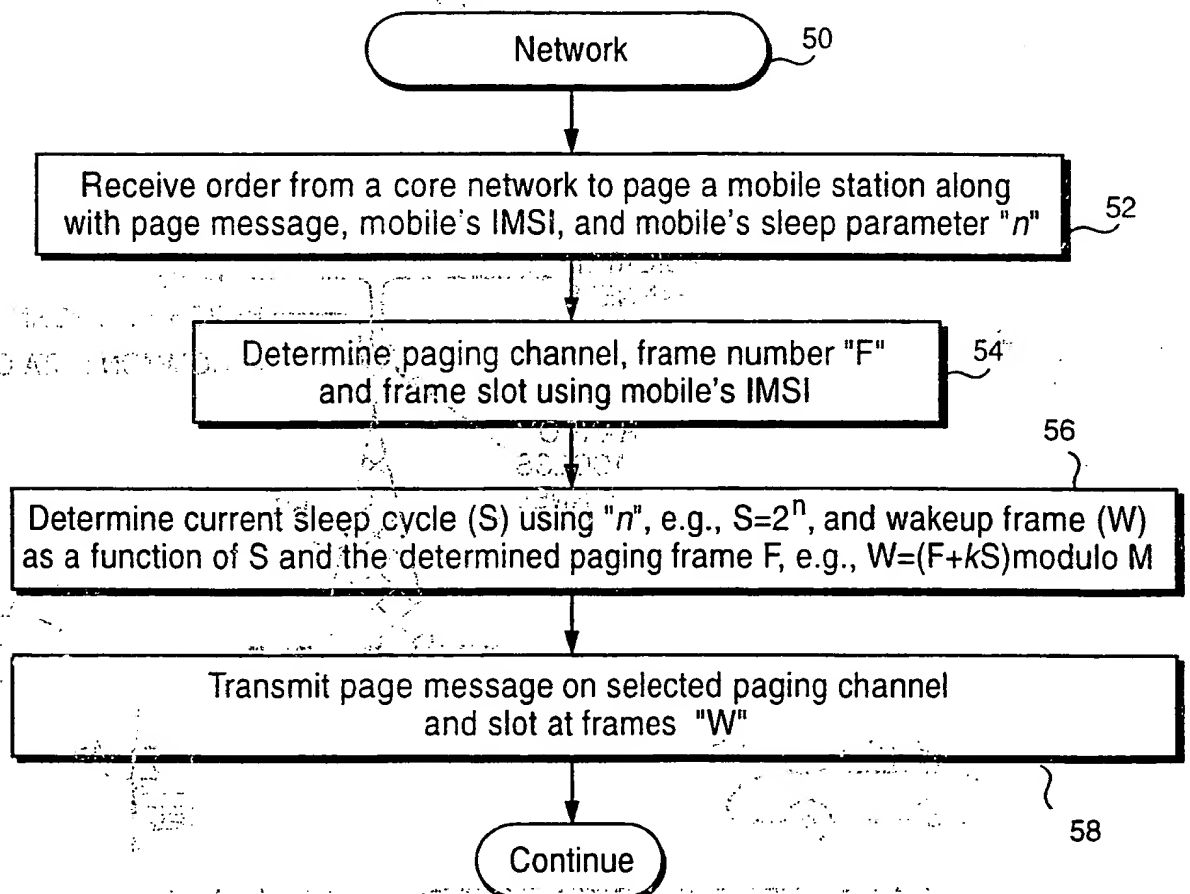 Network
50
Receive order from a core network to page a mobile station along
with page message, mobile's IMSI, and mobile's sleep parameter "n"
52
Determine paging channel, frame number "F"
and frame slot using mobile's IMSI
54
56
Determine current sleep cycle (S) using "n", e.g., S=2ⁿ, and wakeup frame (W)
as a function of S and the determined paging frame F, e.g., W=(F+kS)modulo M
Transmit page message on selected paging channel
and slot at frames "W"
58
Continue